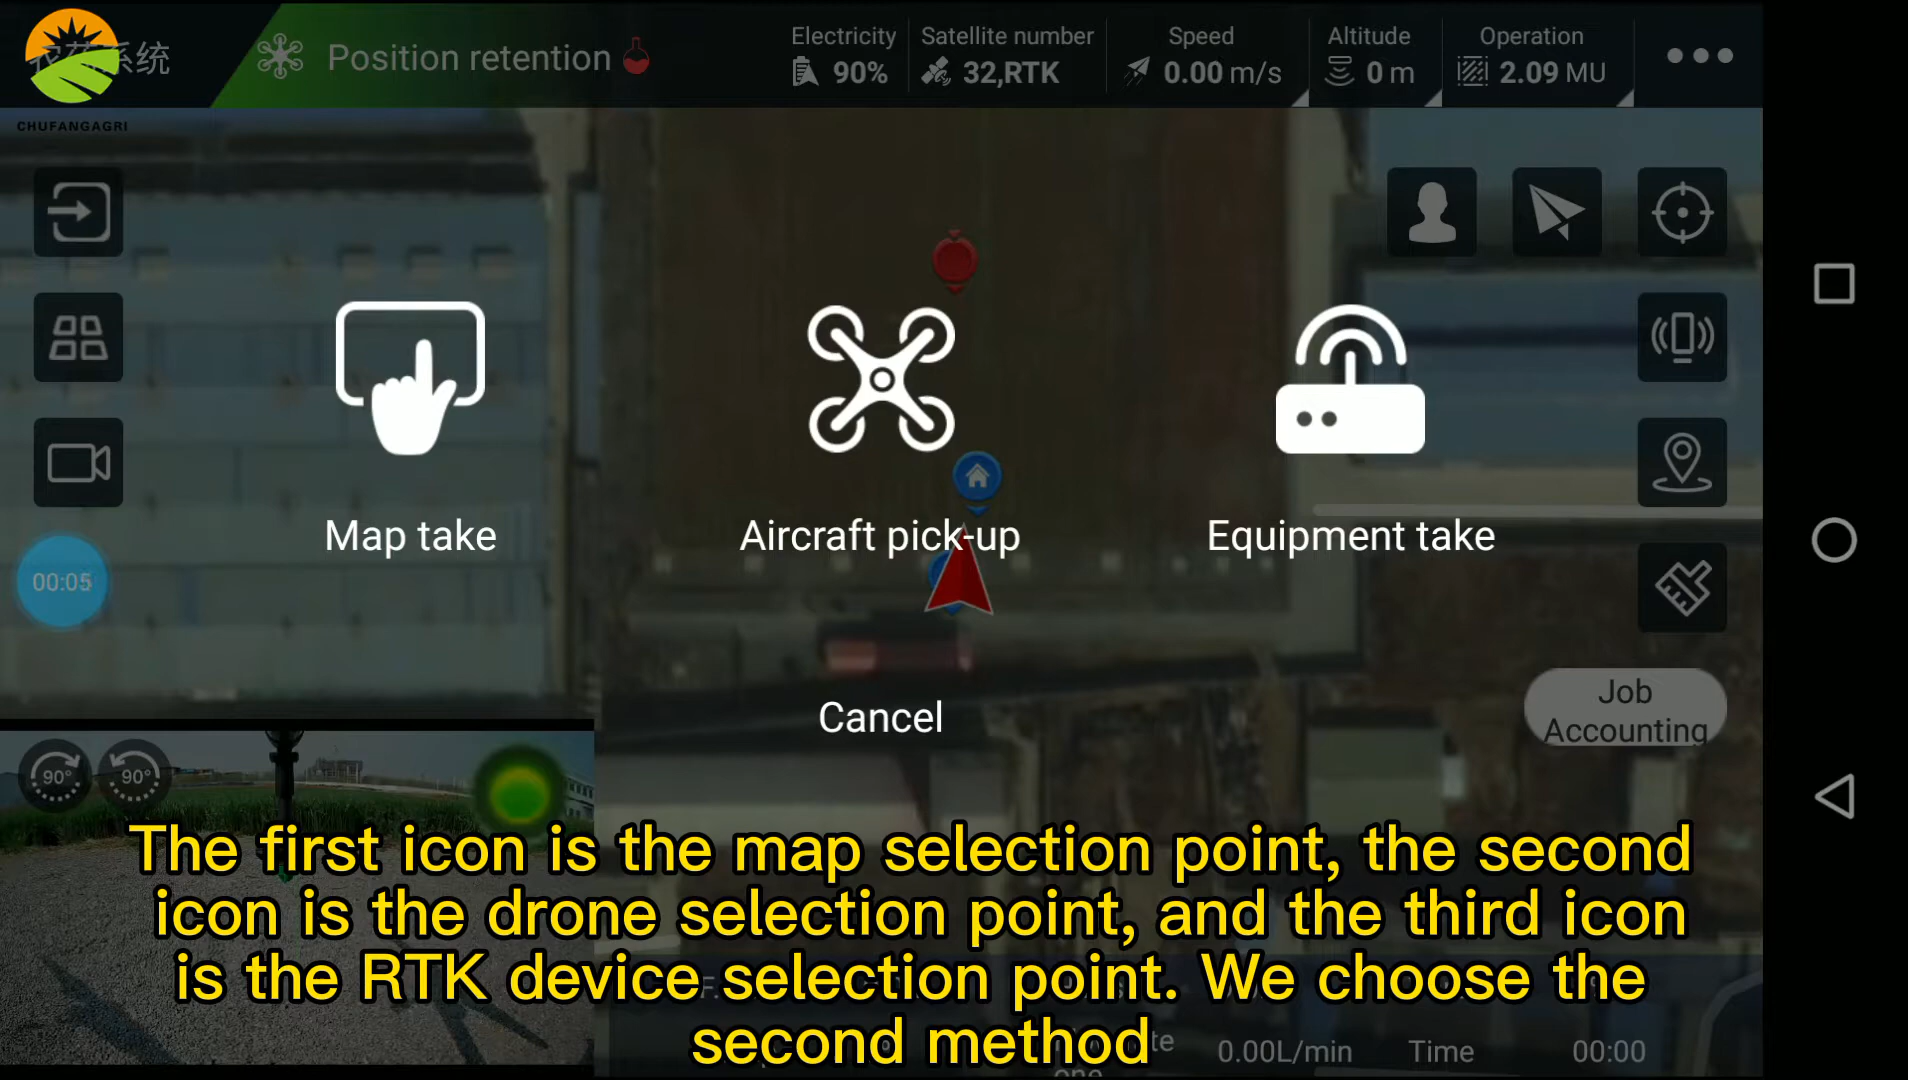 系统
CHUFANGAGRI
Position retention
Electricity
90%
Satellite number
32,RTK
Speed
0.00 m/s
Altitude
0 m
Operation
2.09 MU
Map take
Aircraft pick-up
Equipment take
00:05
Cancel
Job
Accounting
90°
90°
The first icon is the map selection point, the second
icon is the drone selection point, and the third icon
is the RTK device selection point. We choose the
second method
0.00L/min
Time
00:00